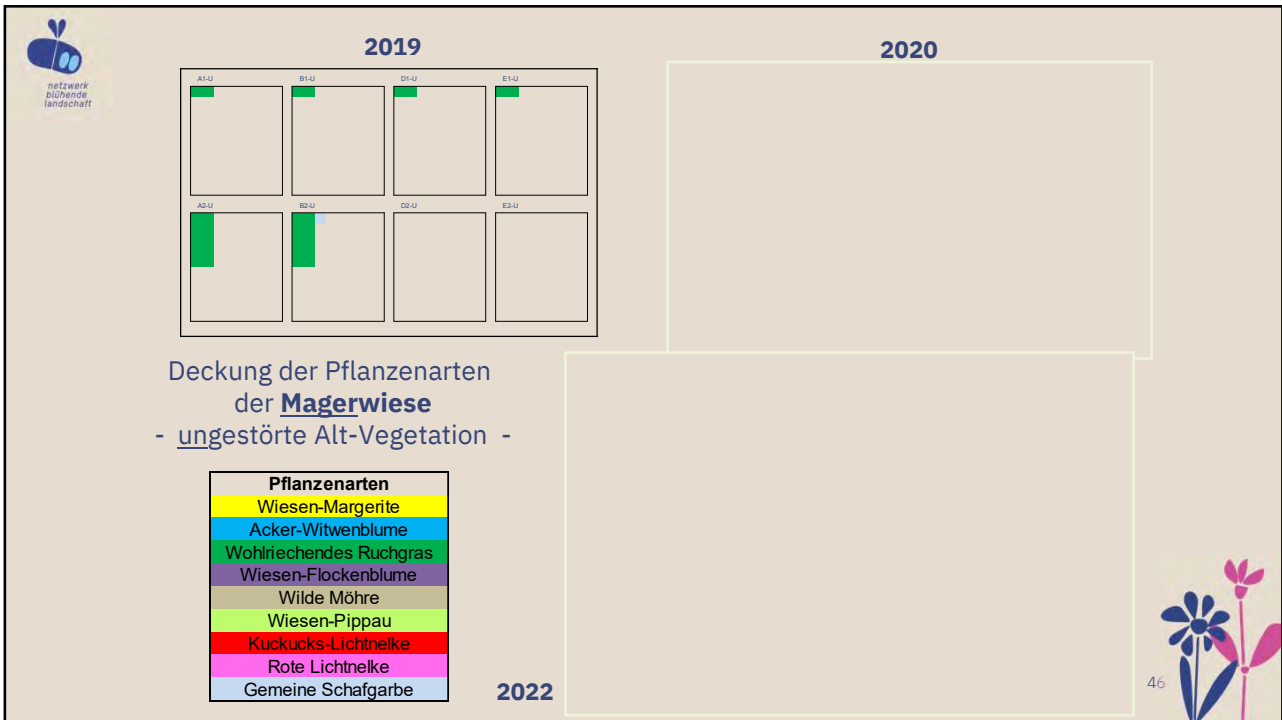 netzwerk
blühende
landschaft
2019
2020
A1-U
B1-U
D1-U
E1-U
A2-U
B2-U
D2-U
E2-U
Deckung der Pflanzenarten
der Magerwiese
- ungestörte Alt-Vegetation -
Pflanzenarten
Wiesen-Margerite
Acker-Witwenblume
Wohlriechendes Ruchgras
Wiesen-Flockenblume
Wilde Möhre
Wiesen-Pippau
Kuckucks-Lichtnelke
Rote Lichtnelke
Gemeine Schafgarbe
2022
46